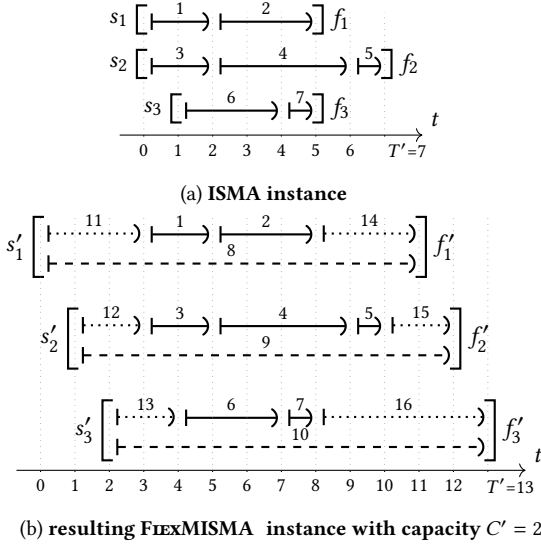 1 2
s₁ f₁
3 4 5
s₂ f₂
6 7
s₃ f₃
t
0 1 2 3 4 5 6 T′=7
(a) ISMA instance
11 1 2 14
s′₁ 8 f′₁
12 3 4 5 15
s′₂ 9 f′₂
13 6 7 16
s′₃ 10 f′₃
t
0 1 2 3 4 5 6 7 8 9 10 11 12 T′=13
(b) resulting FlexMISMA instance with capacity C′ = 2